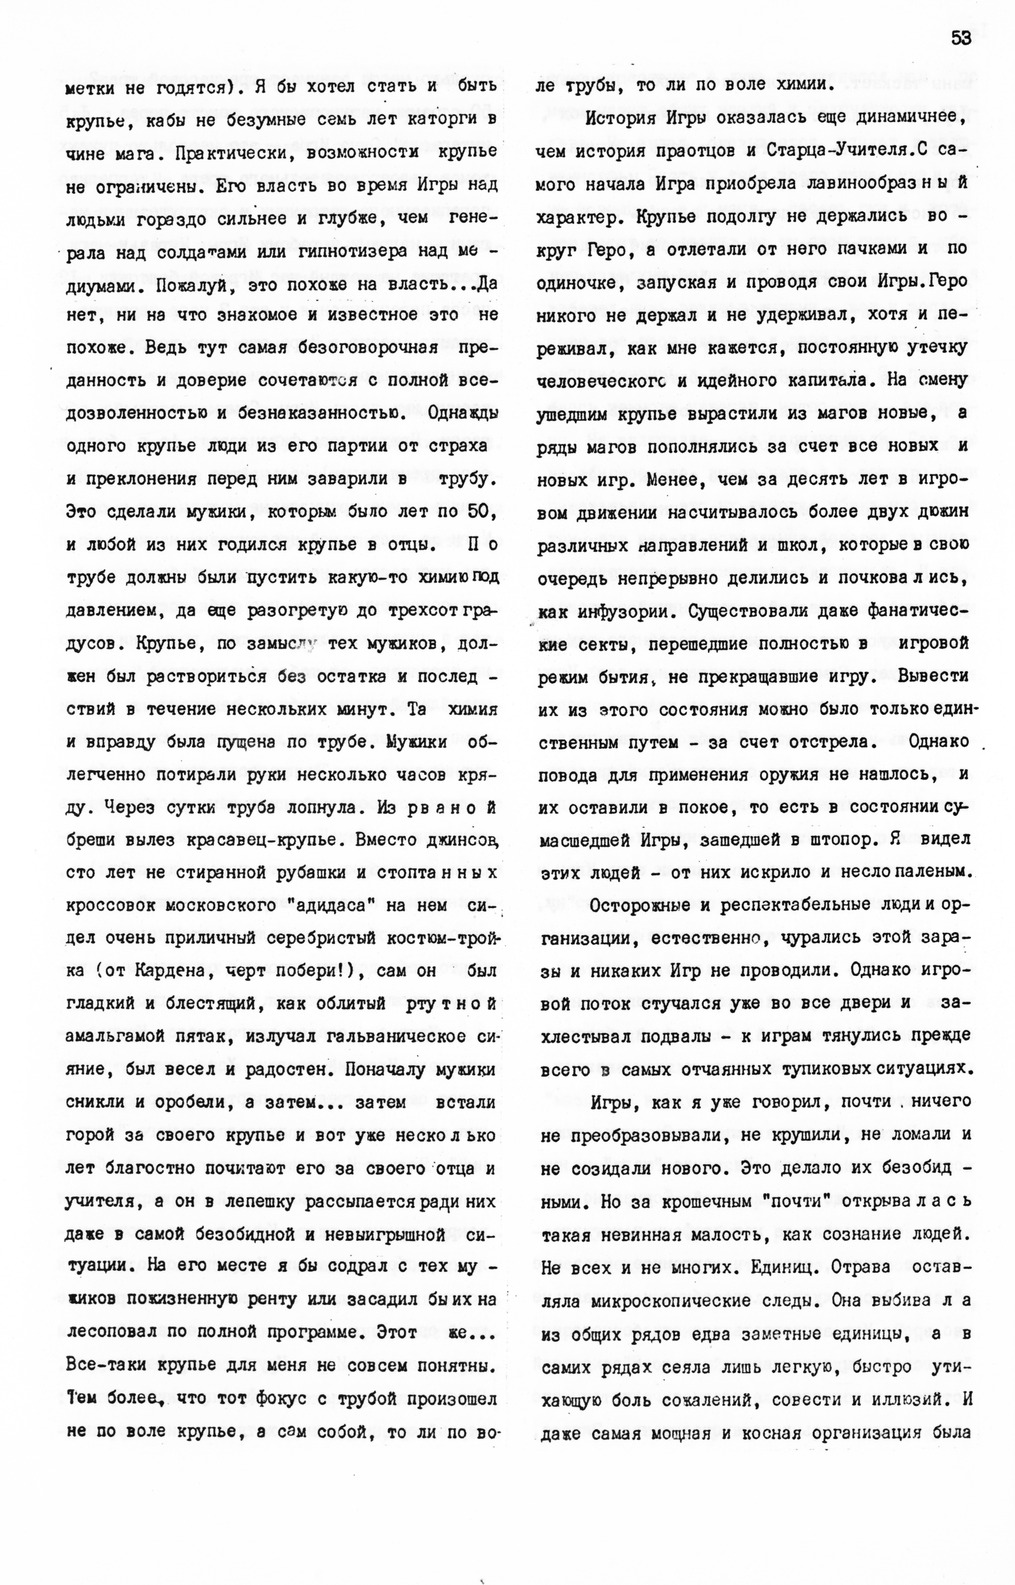 53
метки не годятся). Я бы хотел стать и быть
крупье, кабы не безумные семь лет каторги в
чине мага. Практически, возможности крупье
не ограничены. Его власть во время Игры над
людьми гораздо сильнее и глубже, чем гене-
рала над солдатами или гипнотизера над ме -
диумами. Пожалуй, это похоже на власть...Да
нет, ни на что знакомое и известное это не
похоже. Ведь тут самая безоговорочная пре-
данность и доверие сочетаются с полной все-
дозволенностью и безнаказанностью. Однажды
одного крупье люди из его партии от страха
и преклонения перед ним заварили в трубу.
Это сделали мужики, которым было лет по 50,
и любой из них годился крупье в отцы. П о
трубе должны были пустить какую-то химию под
давлением, да еще разогретую до трехсот гра-
дусов. Крупье, по замыслу тех мужиков, дол-
жен был раствориться без остатка и послед -
ствий в течение нескольких минут. Та химия
и вправду была пущена по трубе. Мужики об-
легченно потирали руки несколько часов кря-
ду. Через сутки труба лопнула. Из р в а н о й
бреши вылез красавец-крупье. Вместо джинсов,
сто лет не стиранной рубашки и стопта н н ы х
кроссовок московского "адидаса" на нем си-
дел очень приличный серебристый костюм-трой-
ка (от Кардена, черт побери!), сам он был
гладкий и блестящий, как облитый рту т н о й
амальгамой пятак, излучал гальваническое си-
яние, был весел и радостен. Поначалу мужики
сникли и оробели, а затем... затем встали
горой за своего крупье и вот уже неско л ько
лет благостно почитают его за своего отца и
учителя, а он в лепешку рассыпается ради них
даже в самой безобидной и невыигрышной си-
туации. На его месте я бы содрал с тех му -
жиков пожизненную ренту или засадил бы их на
лесоповал по полной программе. Этот же...
Все-таки крупье для меня не совсем понятны.
Тем более, что тот фокус с трубой произошел
не по воле крупье, а сам собой, то ли по во-
ле трубы, то ли по воле химии.
История Игры оказалась еще динамичнее,
чем история праотцов и Старца-Учителя.С са-
мого начала Игра приобрела лавинообраз н ы й
характер. Крупье подолгу не держались во -
круг Геро, а отлетали от него пачками и по
одиночке, запуская и проводя свои Игры.Геро
никого не держал и не удерживал, хотя и пе-
реживал, как мне кажется, постоянную утечку
человеческого и идейного капитала. На смену
ушедшим крупье вырастили из магов новые, а
ряды магов пополнялись за счет все новых и
новых игр. Менее, чем за десять лет в игро-
вом движении насчитывалось более двух дюжин
различных направлений и школ, которые в свою
очередь непрерывно делились и почкова л ись,
как инфузории. Существовали даже фанатичес-
кие секты, перешедшие полностью в игровой
режим бытия, не прекращавшие игру. Вывести
их из этого состояния можно было только един-
ственным путем - за счет отстрела. Однако
повода для применения оружия не нашлось, и
их оставили в покое, то есть в состоянии су-
масшедшей Игры, зашедшей в штопор. Я видел
этих людей - от них искрило и несло паленым.
Осторожные и респектабельные люди и ор-
ганизации, естественно, чурались этой зара-
зы и никаких Игр не проводили. Однако игро-
вой поток стучался уже во все двери и за-
хлестывал подвалы - к играм тянулись прежде
всего в самых отчаянных тупиковых ситуациях.
Игры, как я уже говорил, почти ничего
не преобразовывали, не крушили, не ломали и
не созидали нового. Это делало их безобид -
ными. Но за крошечным "почти" открыва л а с ь
такая невинная малость, как сознание людей.
Не всех и не многих. Единиц. Отрава остав-
ляла микроскопические следы. Она выбива л а
из общих рядов едва заметные единицы, а в
самих рядах сеяла лишь легкую, быстро ути-
хающую боль сожалений, совести и иллюзий. И
даже самая мощная и косная организация была